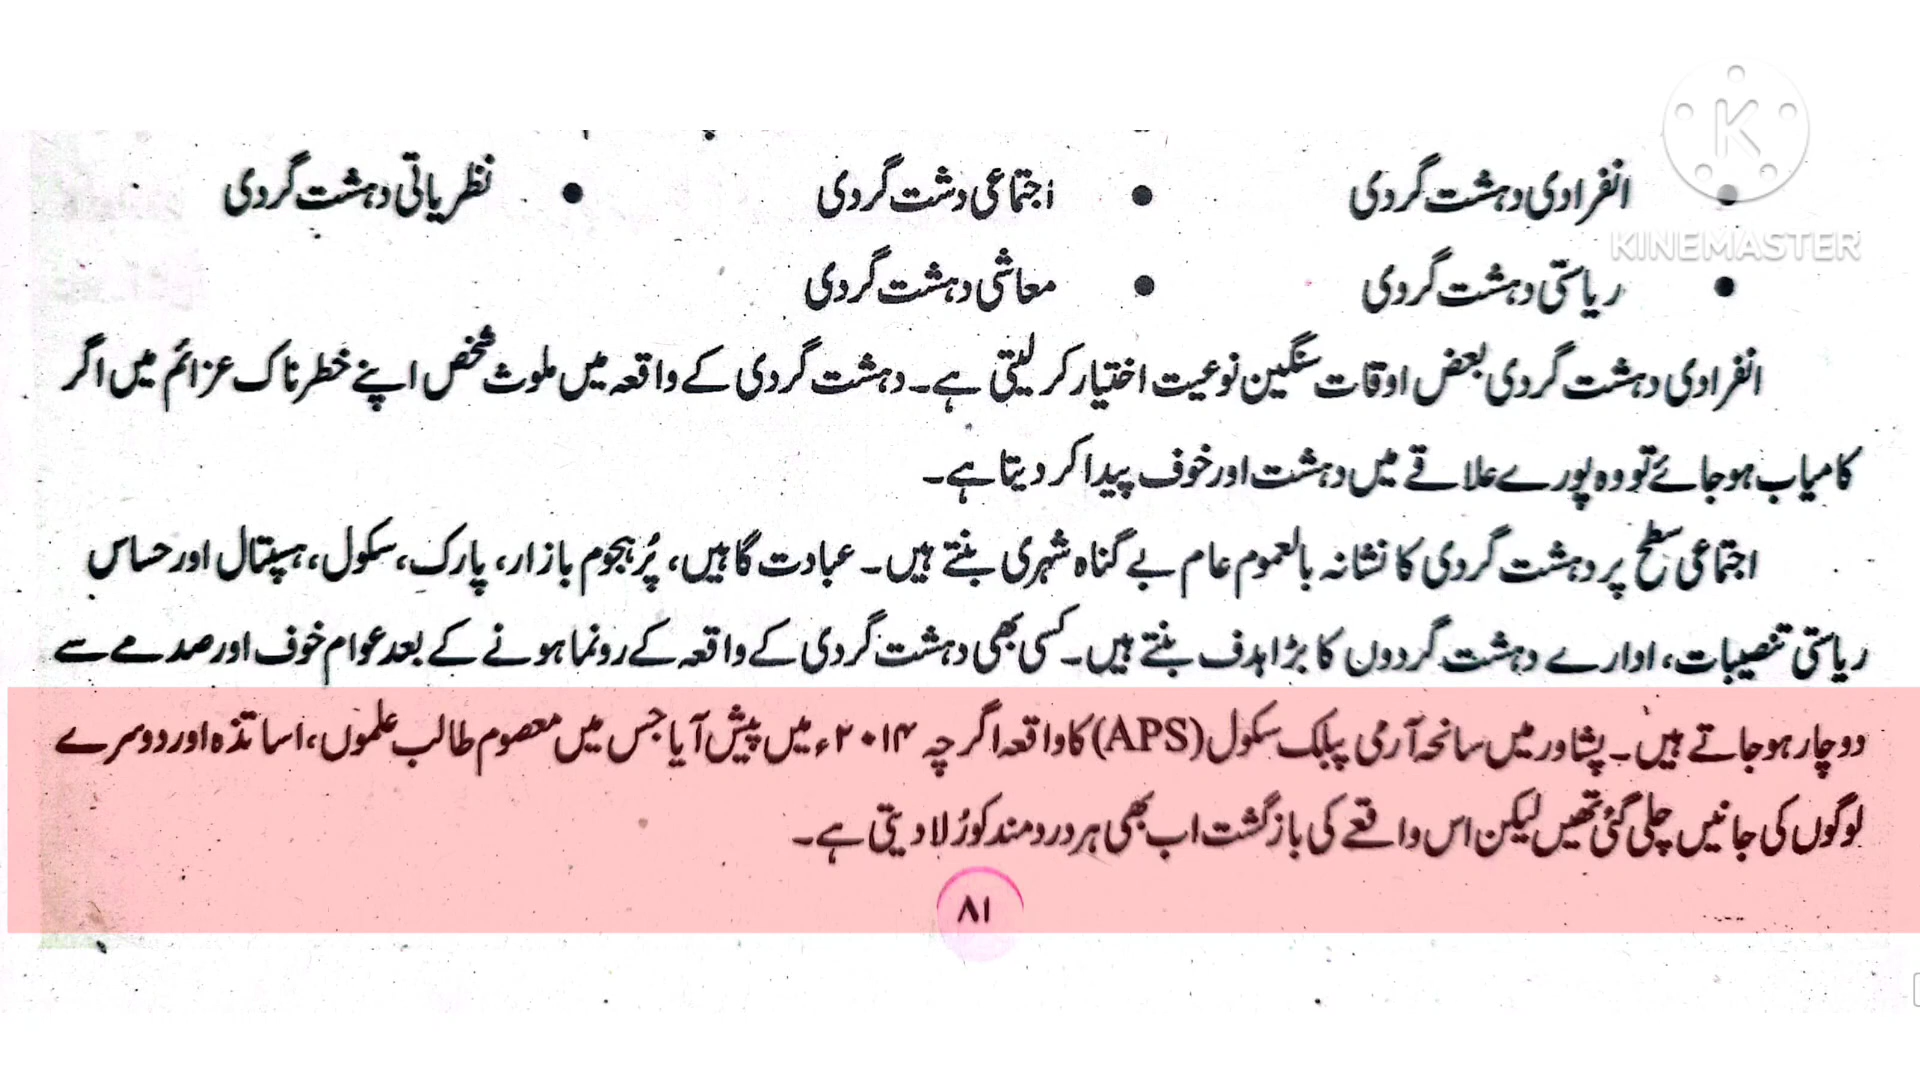 KINEMASTER
• انفرادی دہشت گردی • اجتماعی دشت گردی • نظریاتی دہشت گردی
• ریاستی دہشت گردی • معاشی دہشت گردی
انفرادی دہشت گردی بعض اوقات سنگین نوعیت اختیار کر لیتی ہے۔ دہشت گردی کے واقعہ میں ملوث شخص اپنے خطرناک عزائم میں اگر
کامیاب ہو جائے تو وہ پورے علاقے میں دہشت اور خوف پیدا کر دیتا ہے۔
اجتماعی سطح پر دہشت گردی کا نشانہ بالعموم عام بے گناہ شہری بنتے ہیں۔ عبادت گاہیں، پُر ہجوم بازار، پارک، سکول، ہسپتال اور حساس
ریاستی تنصیبات، ادارے دہشت گردوں کا بڑا ہدف بنتے ہیں۔ کسی بھی دہشت گردی کے واقعہ کے رونما ہونے کے بعد عوام خوف اور صدمے سے
دوچار ہو جاتے ہیں۔ پشاور میں سانحہ آرمی پبلک سکول (APS) کا واقعہ اگرچہ ۲۰۱۴ء میں پیش آیا جس میں معصوم طالب علموں، اساتذہ اور دوسرے
لوگوں کی جانیں چلی گئی تھیں لیکن اس واقعے کی بازگشت اب بھی ہر دردمند کو رُلا دیتی ہے۔
۸۱